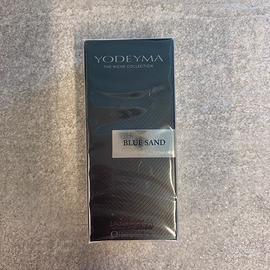 YODEYMA
THE NICHE COLLECTION
BLUE SAND